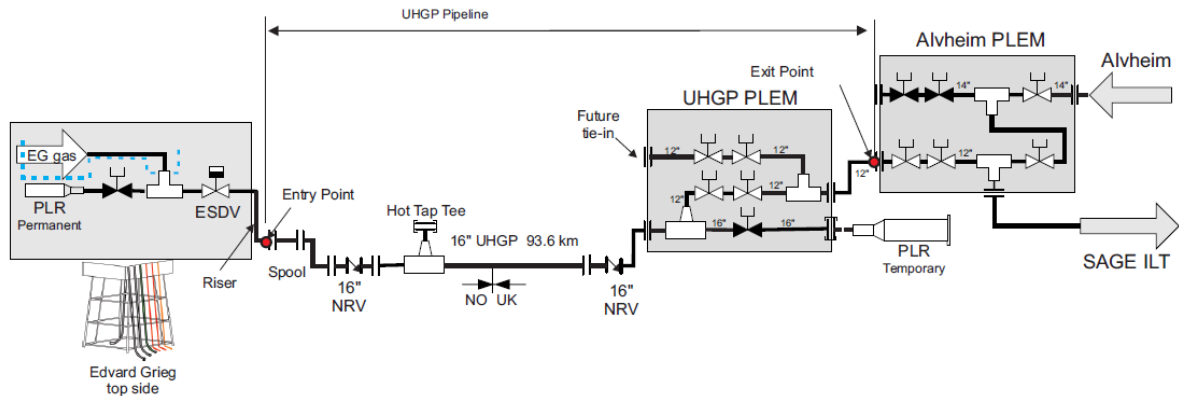 UHGP Pipeline
Alvheim PLEM
Alvheim
Exit Point
UHGP PLEM
14"
14"
Future
tie-in
12"
12"
12"
12"
12"
EG gas
PLR
Permanent
ESDV
Entry Point
Hot Tap Tee
12"
12"
16" UHGP 93.6 km
16"
16"
PLR
Temporary
SAGE ILT
Riser
Spool
16"
NRV
NO UK
16"
NRV
Edvard Grieg
top side